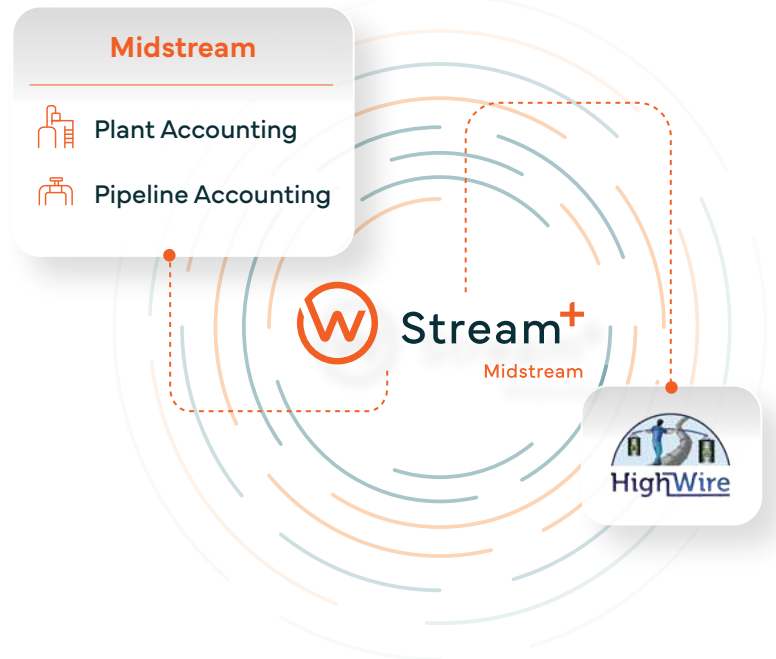 Midstream
Plant Accounting
Pipeline Accounting
W Stream+
Midstream
HighWire